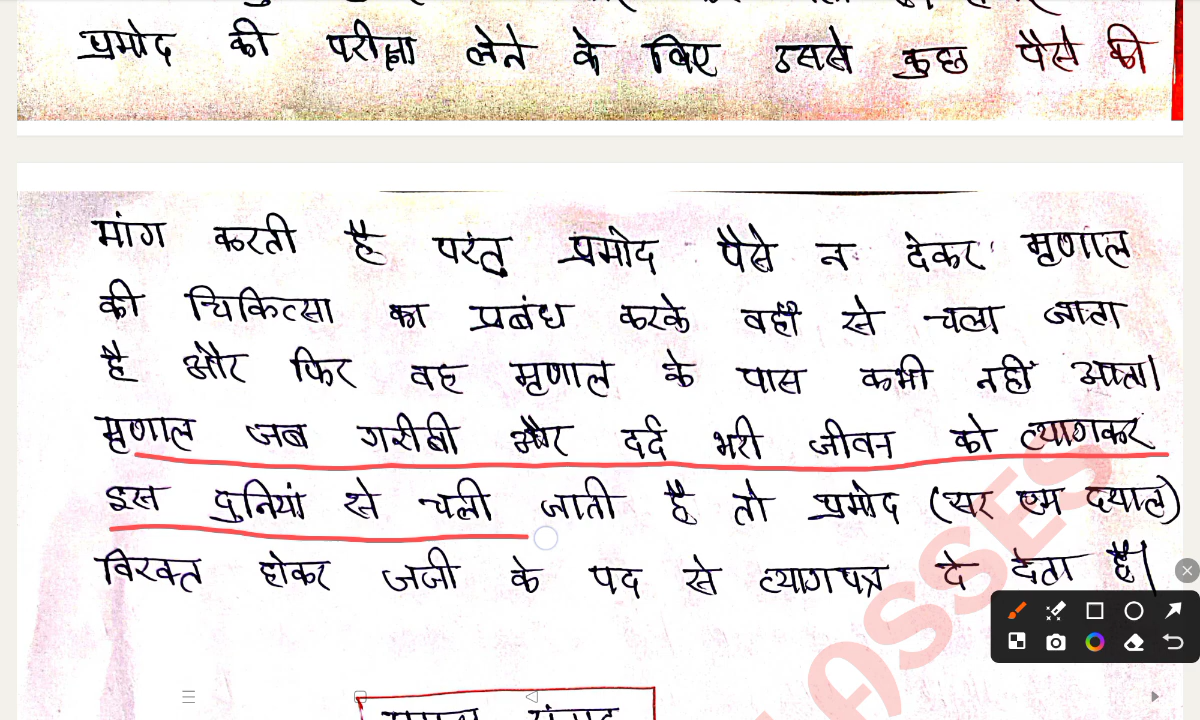 प्रमोद की परीक्षा लेने के लिए उससे कुछ पैसे की
मांग करती है परंतु प्रमोद पैसे न देकर मृणाल
की चिकित्सा का प्रबंध करके वहाँ से चला जाता
है और फिर वह मृणाल के पास कभी नहीं आता।
मृणाल जब गरीबी और दर्द भरी जीवन को त्यागकर
इस दुनियां से चली जाती है तो प्रमोद (सर एम दयाल)
विरक्त होकर जजी के पद से त्यागपत्र दे देता है।
ASSES